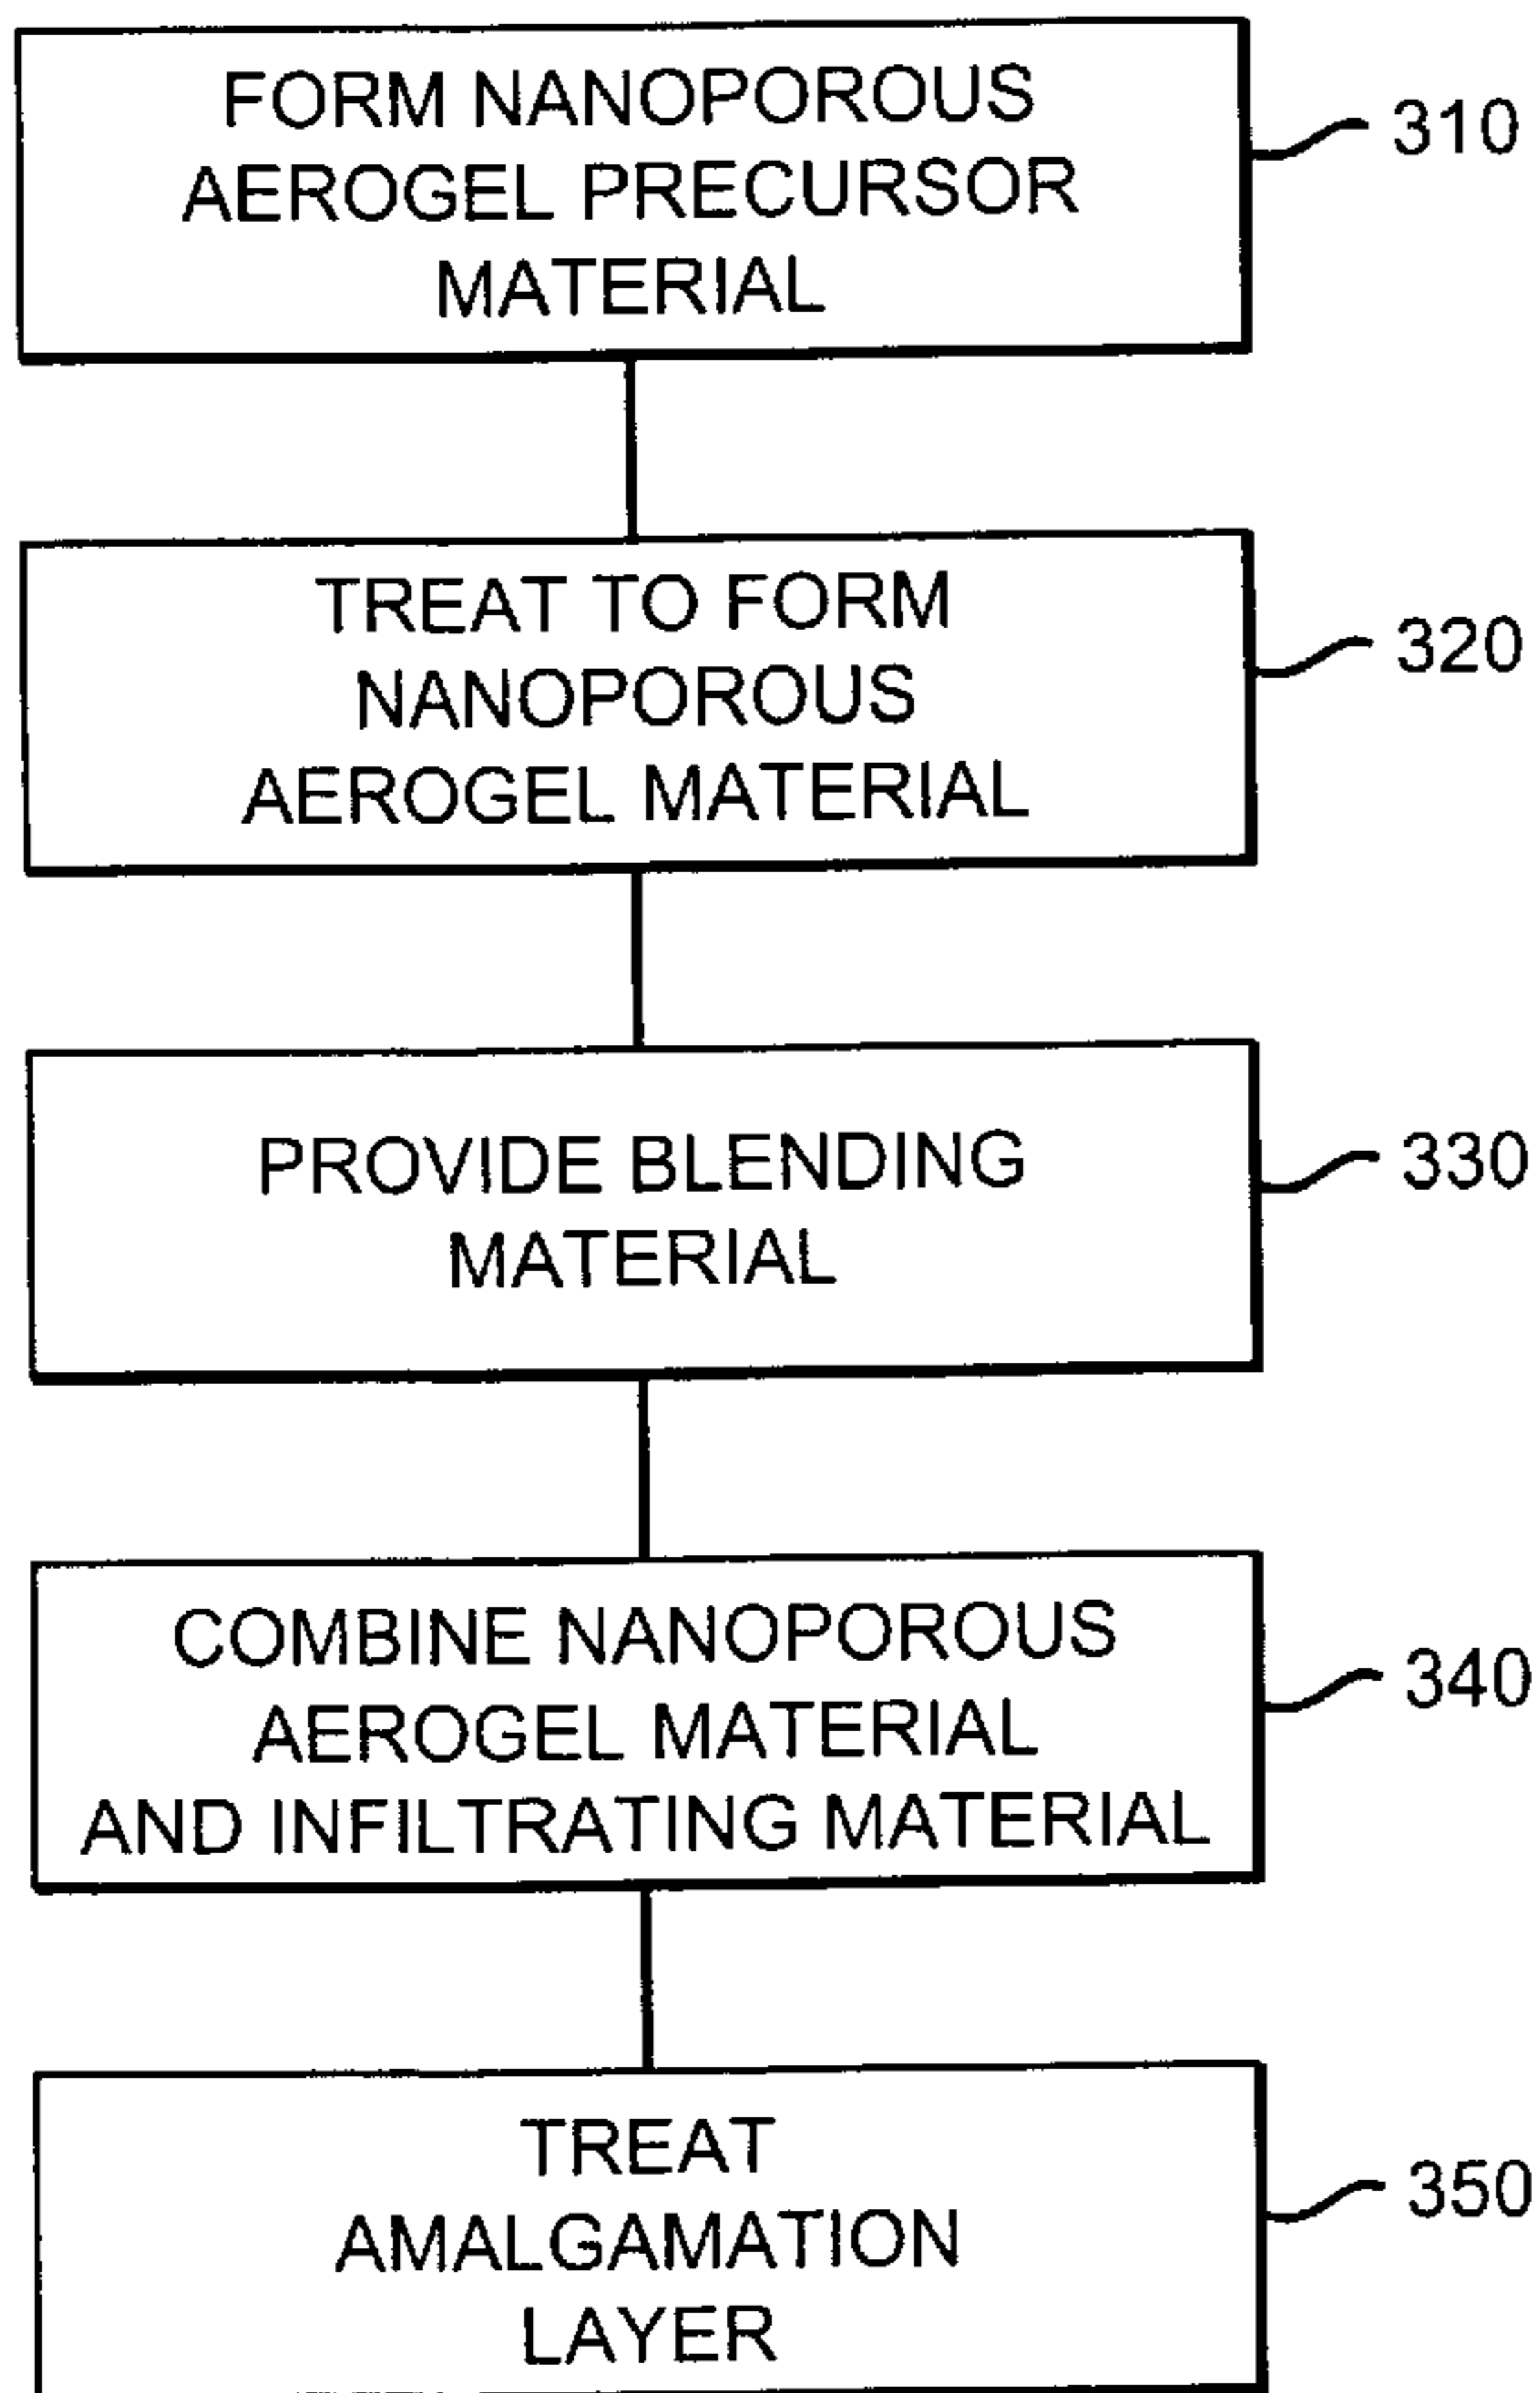 FORM NANOPOROUS
AEROGEL PRECURSOR
MATERIAL
310
TREAT TO FORM
NANOPOROUS
AEROGEL MATERIAL
320
PROVIDE BLENDING
MATERIAL
330
COMBINE NANOPOROUS
AEROGEL MATERIAL
AND INFILTRATING MATERIAL
340
TREAT
AMALGAMATION
LAYER
350